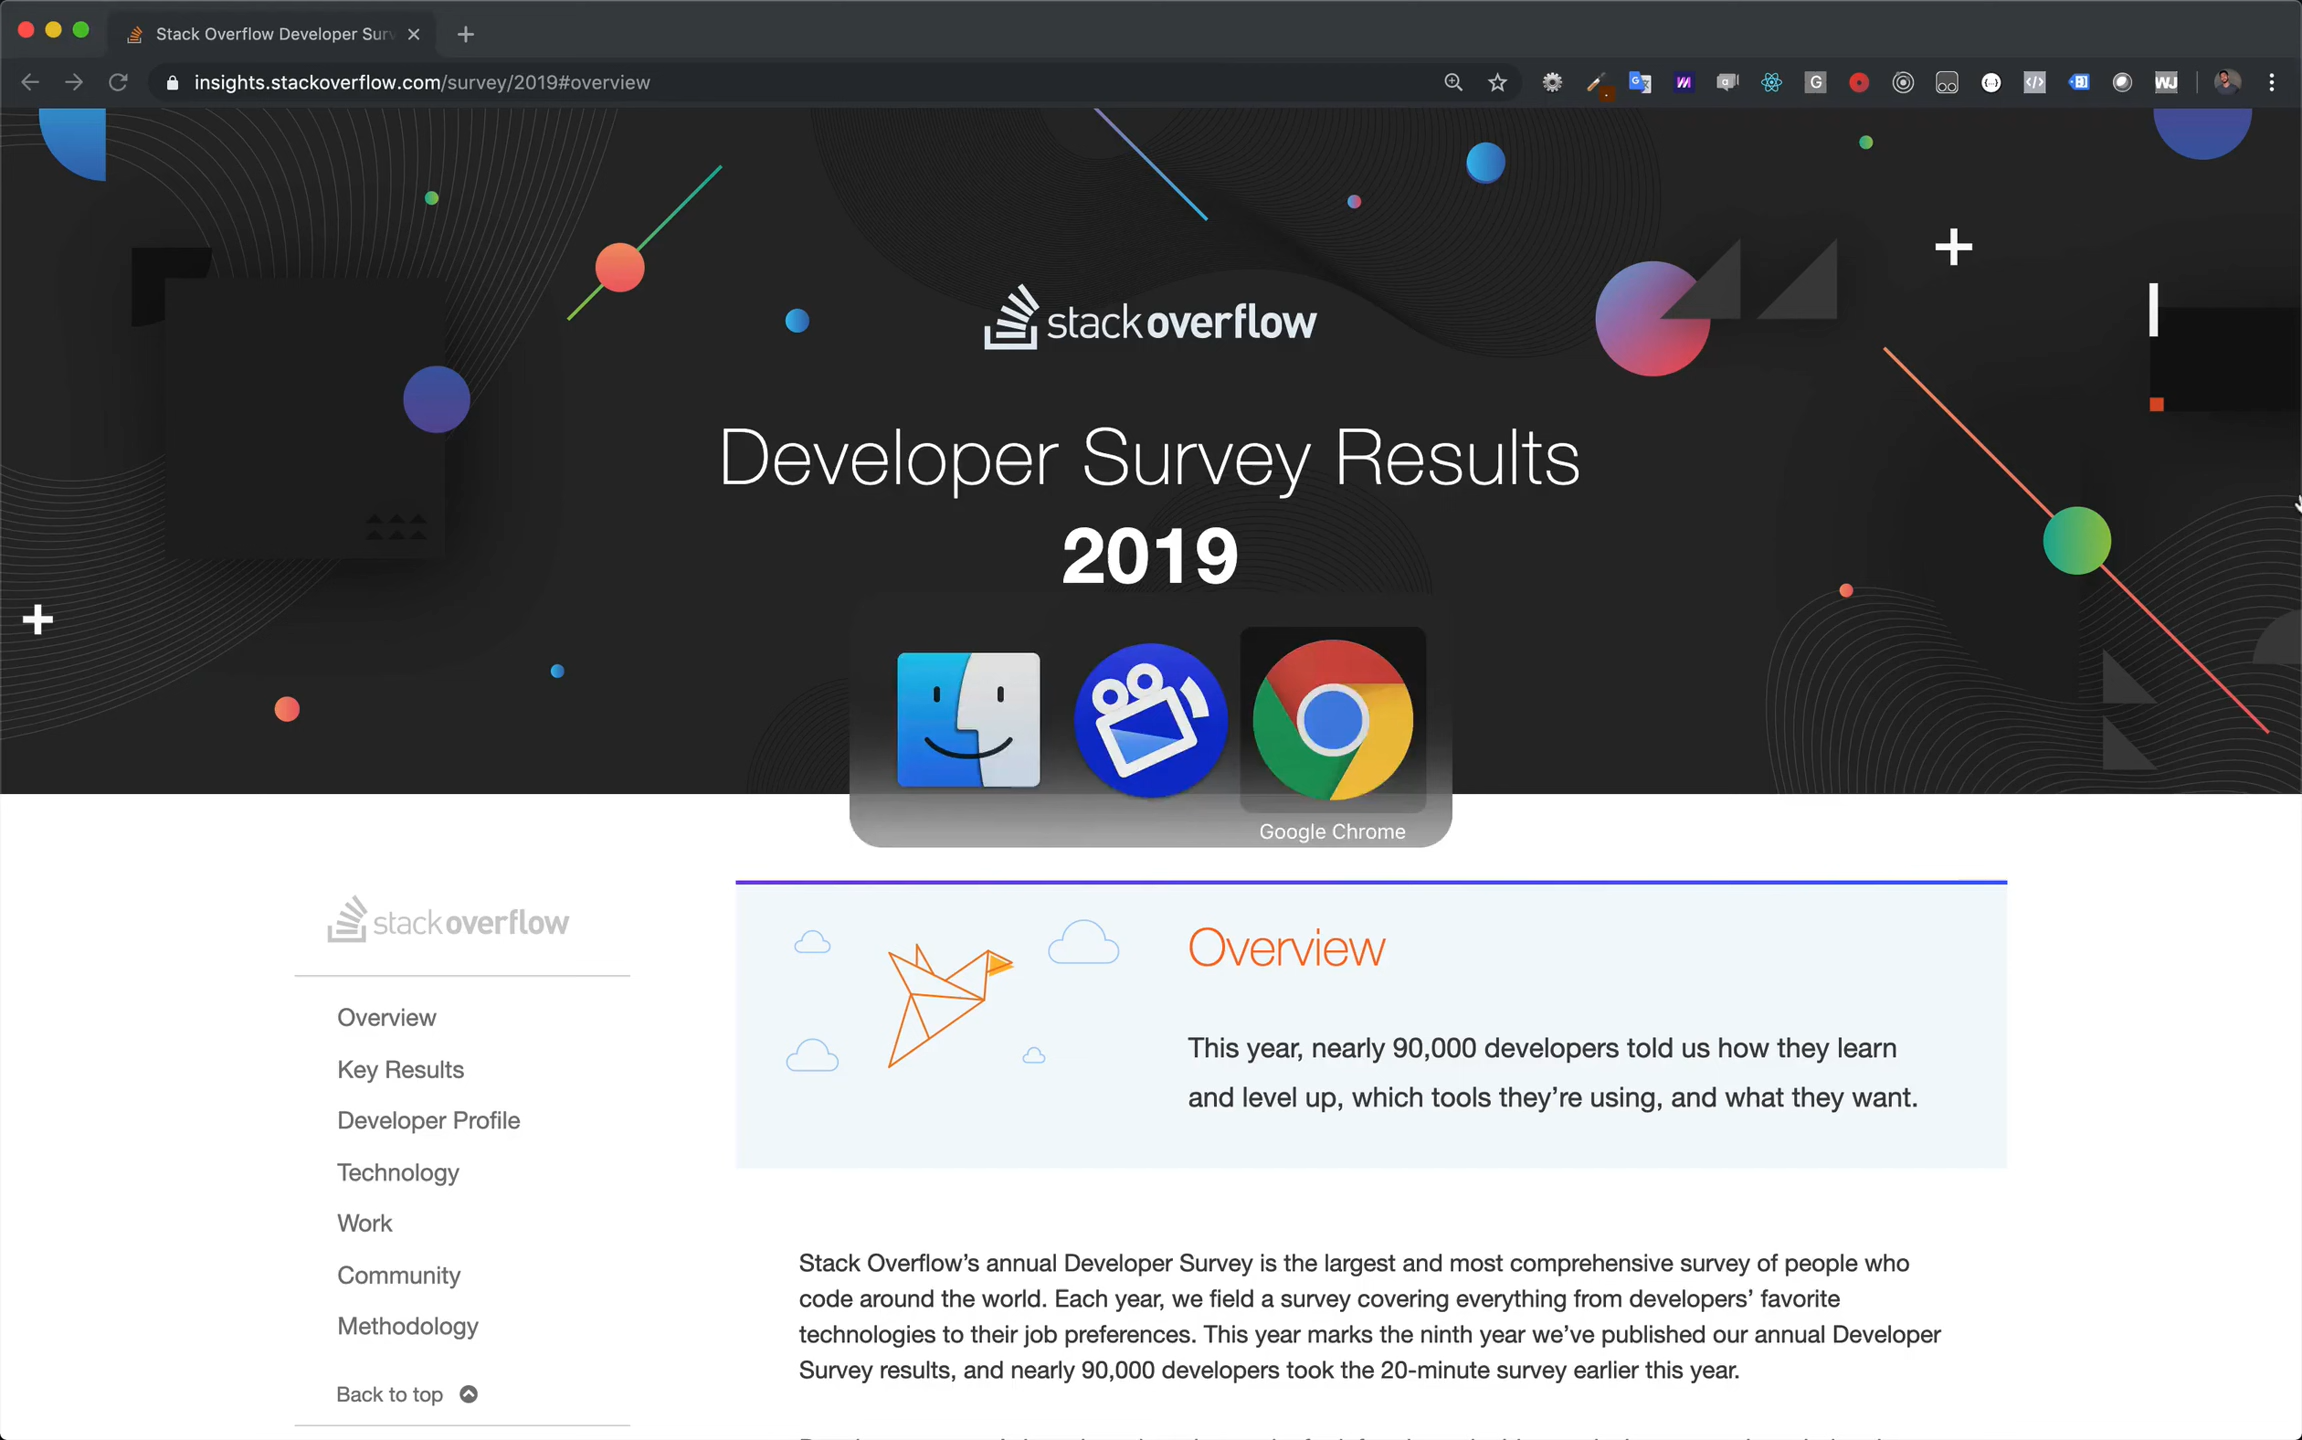 Stack Overflow Developer Sur
insights.stackoverflow.com/survey/2019#overview
stackoverflow
Developer Survey Results
2019
Google Chrome
stackoverflow
Overview
Key Results
Developer Profile
Technology
Work
Community
Methodology
Back to top
Overview
This year, nearly 90,000 developers told us how they learn
and level up, which tools they’re using, and what they want.
Stack Overflow’s annual Developer Survey is the largest and most comprehensive survey of people who
code around the world. Each year, we field a survey covering everything from developers’ favorite
technologies to their job preferences. This year marks the ninth year we’ve published our annual Developer
Survey results, and nearly 90,000 developers took the 20-minute survey earlier this year.